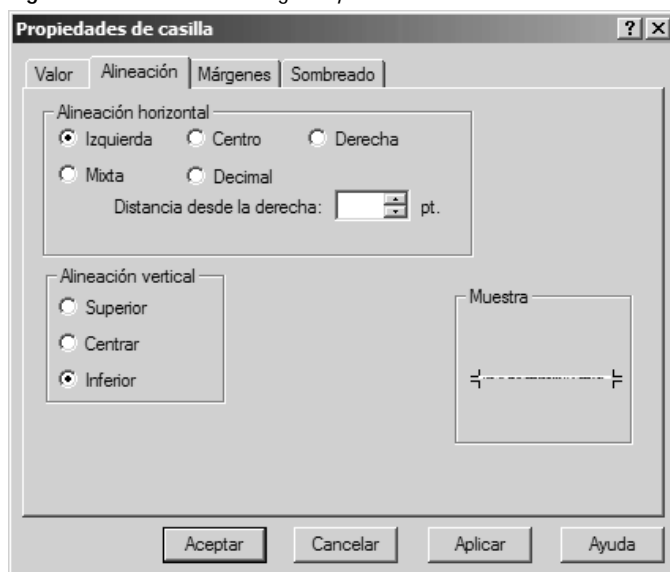 Propiedades de casilla
Valor Alineación Márgenes Sombreado
Alineación horizontal
Izquierda Centro Derecha
Mixta Decimal
Distancia desde la derecha: pt.
Alineación vertical
Superior
Centrar
Inferior
Muestra
Aceptar Cancelar Aplicar Ayuda